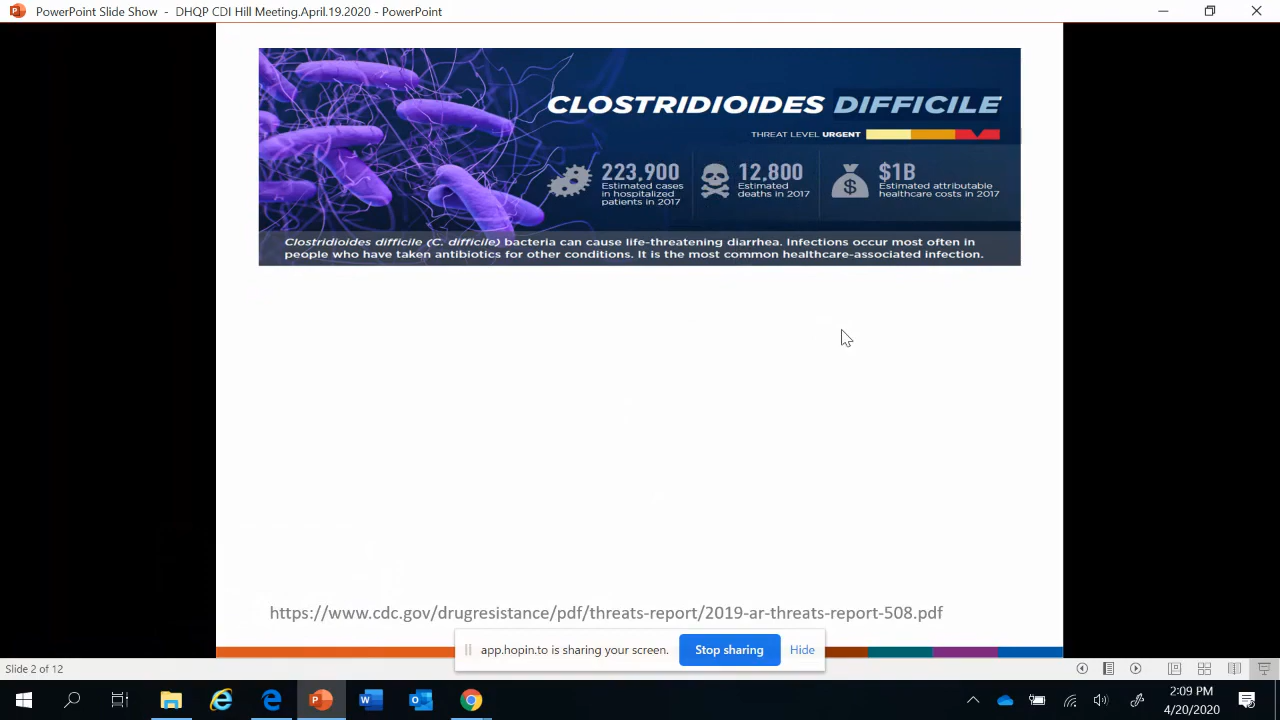 PowerPoint Slide Show - DHQP CDI Hill Meeting.April.19.2020 - PowerPoint
CLOSTRIDIOIDES DIFFICILE
THREAT LEVEL URGENT
223,900
Estimated cases
in hospitalized
patients in 2017
12,800
Estimated
deaths in 2017
$1B
Estimated attributable
healthcare costs in 2017
Clostridioides difficile (C. difficile) bacteria can cause life-threatening diarrhea. Infections occur most often in
people who have taken antibiotics for other conditions. It is the most common healthcare-associated infection.
https://www.cdc.gov/drugresistance/pdf/threats-report/2019-ar-threats-report-508.pdf
app.hopin.to is sharing your screen.
Stop sharing
Hide
Slide 2 of 12
2:09 PM
4/20/2020